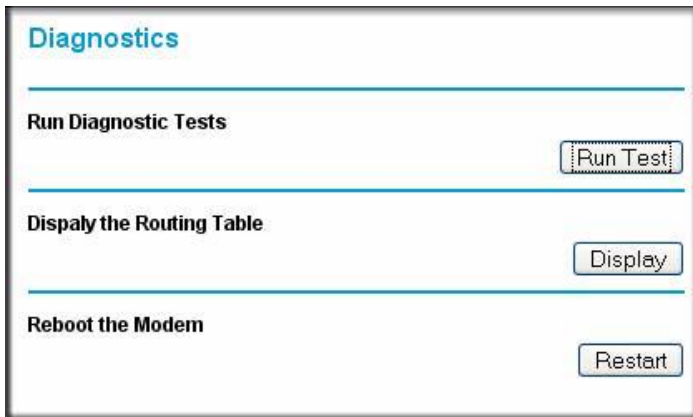 Diagnostics
Run Diagnostic Tests
Run Test
Dispaly the Routing Table
Display
Reboot the Modem
Restart